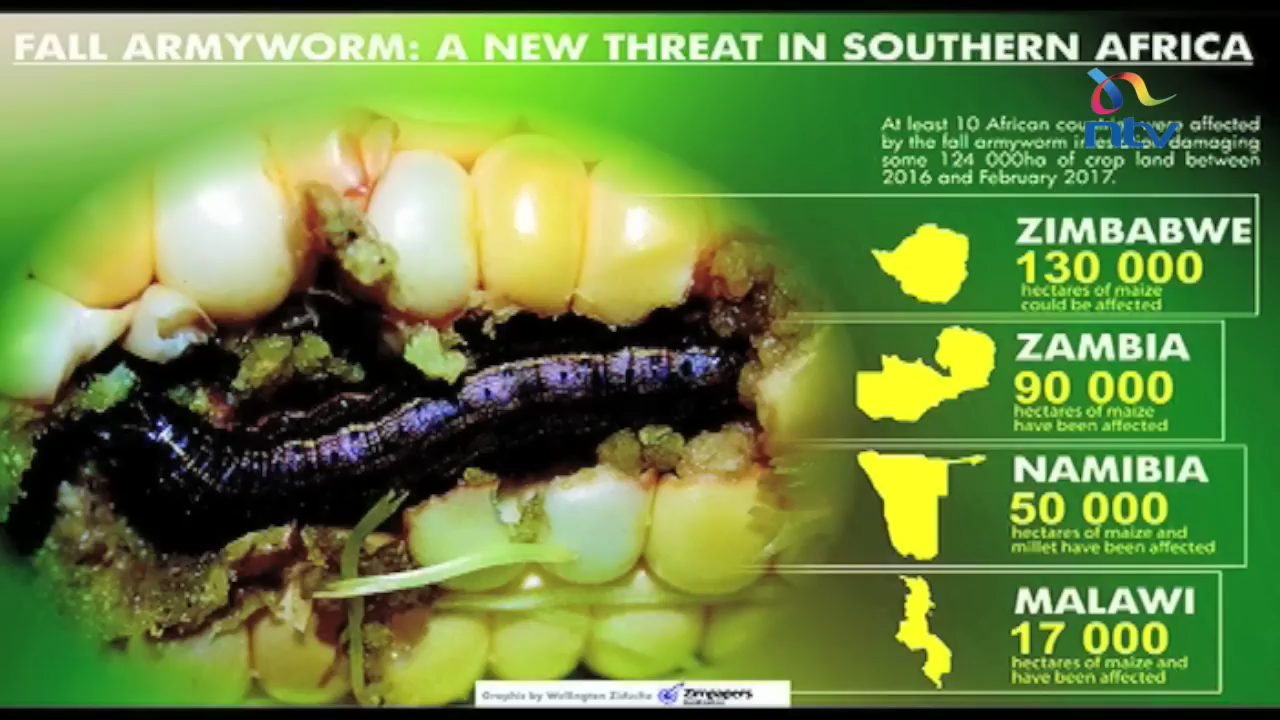 FALL ARMYWORM: A NEW THREAT IN SOUTHERN AFRICA
ntv
At least 10 African were affected
by the fall armyworm damaging
some 124 000ha of crop land between
2016 and February 2017.
ZIMBABWE
130 000
hectares of maize
could be affected
ZAMBIA
90 000
hectares of maize
have been affected
NAMIBIA
50 000
hectares of maize and
millet have been affected
MALAWI
17 000
hectares of maize and
have been affected
Graphic by Wellington Zimpapers